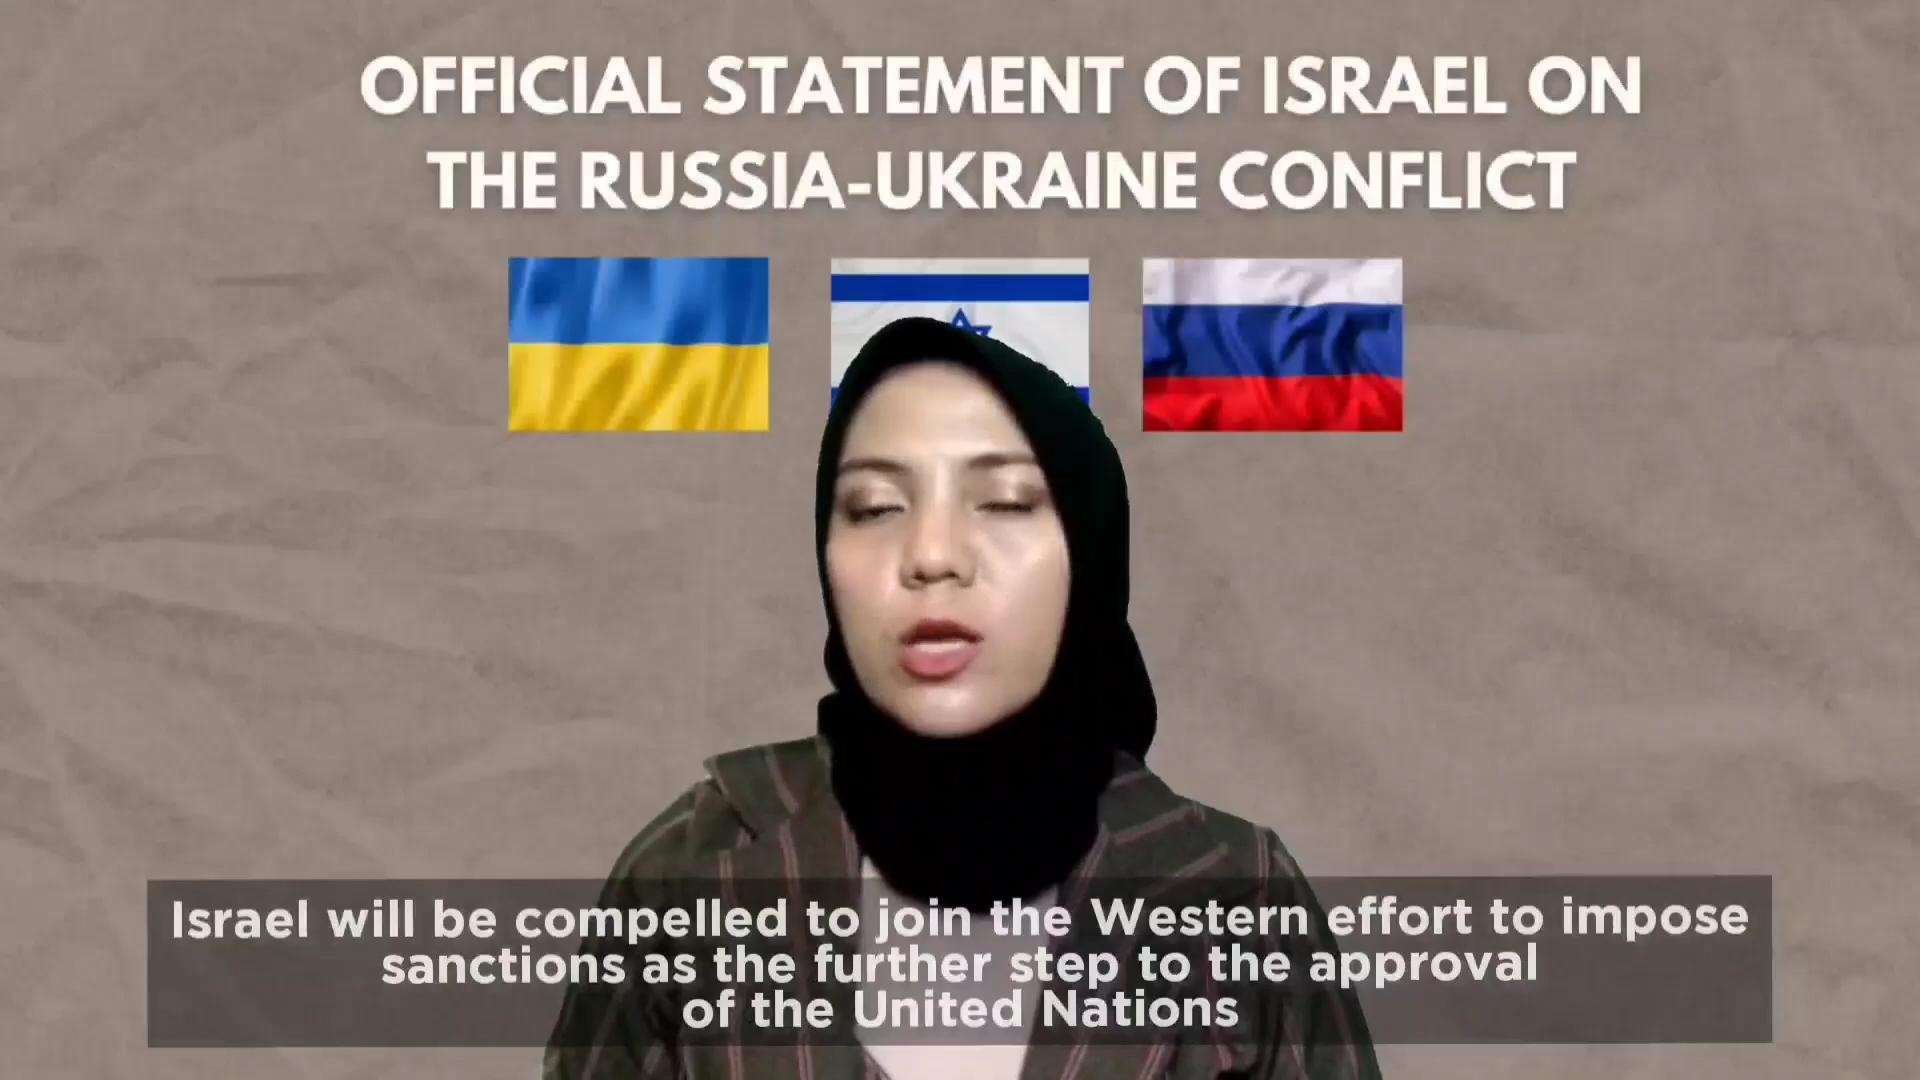 OFFICIAL STATEMENT OF ISRAEL ON
THE RUSSIA-UKRAINE CONFLICT
Israel will be compelled to join the Western effort to impose
sanctions as the further step to the approval
of the United Nations